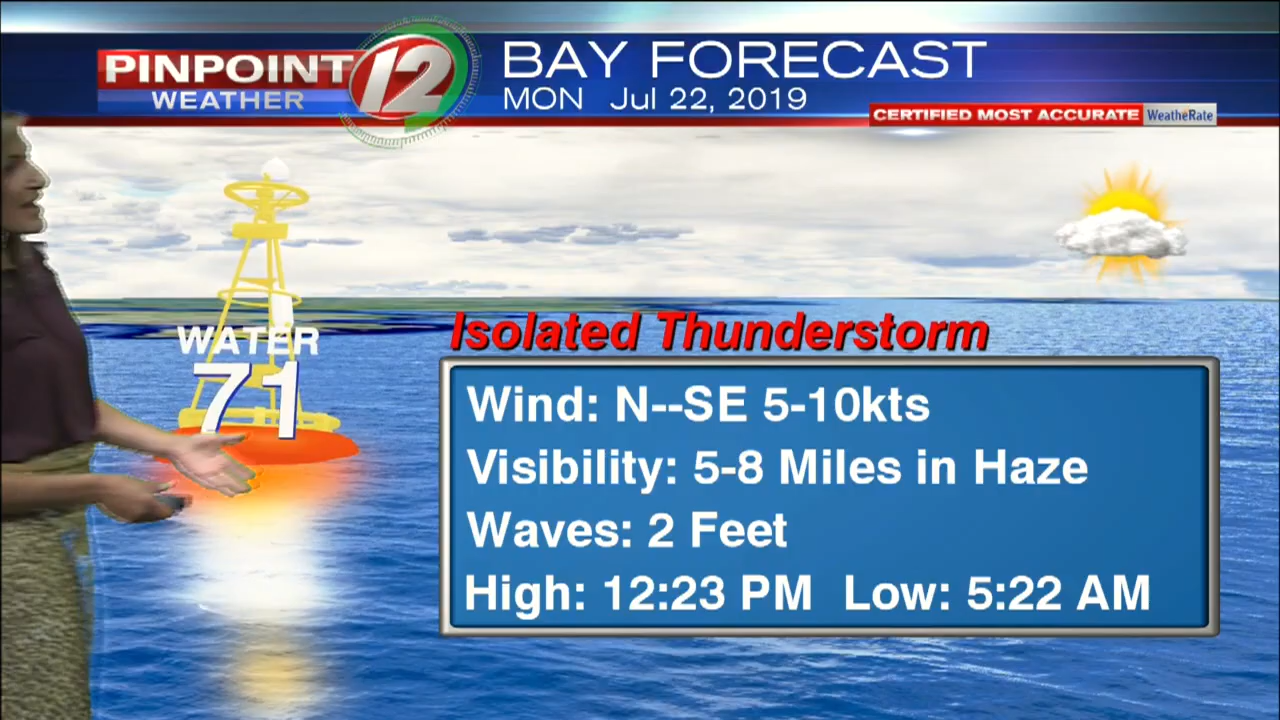 PINPOINT 12
WEATHER
BAY FORECAST
MON Jul 22, 2019
CERTIFIED MOST ACCURATE WeatheRate
WATER
71
Isolated Thunderstorm
Wind: N--SE 5-10kts
Visibility: 5-8 Miles in Haze
Waves: 2 Feet
High: 12:23 PM Low: 5:22 AM